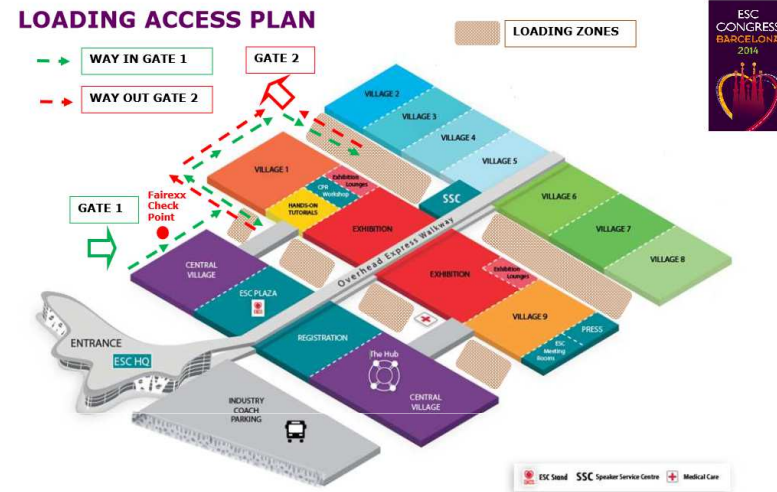 LOADING ACCESS PLAN
LOADING ZONES
ESC
CONGRESS
BARCELONA
2014
WAY IN GATE 1
GATE 2
WAY OUT GATE 2
VILLAGE 2
VILLAGE 3
VILLAGE 4
VILLAGE 5
VILLAGE 1
Exhibition
Lounges
CPR
Workshop
HANDS-ON
TUTORIALS
SSC
VILLAGE 6
VILLAGE 7
VILLAGE 8
Fairexx
Check
Point
GATE 1
EXHIBITION
Overhead Express Walkway
CENTRAL
VILLAGE
ESC PLAZA
EXHIBITION
Exhibition
Lounges
VILLAGE 9
PRESS
ESC
Meeting
Rooms
ENTRANCE
ESC HQ
REGISTRATION
The Hub
CENTRAL
VILLAGE
INDUSTRY
COACH
PARKING
ESC Stand
SSC Speaker Service Centre
Medical Care